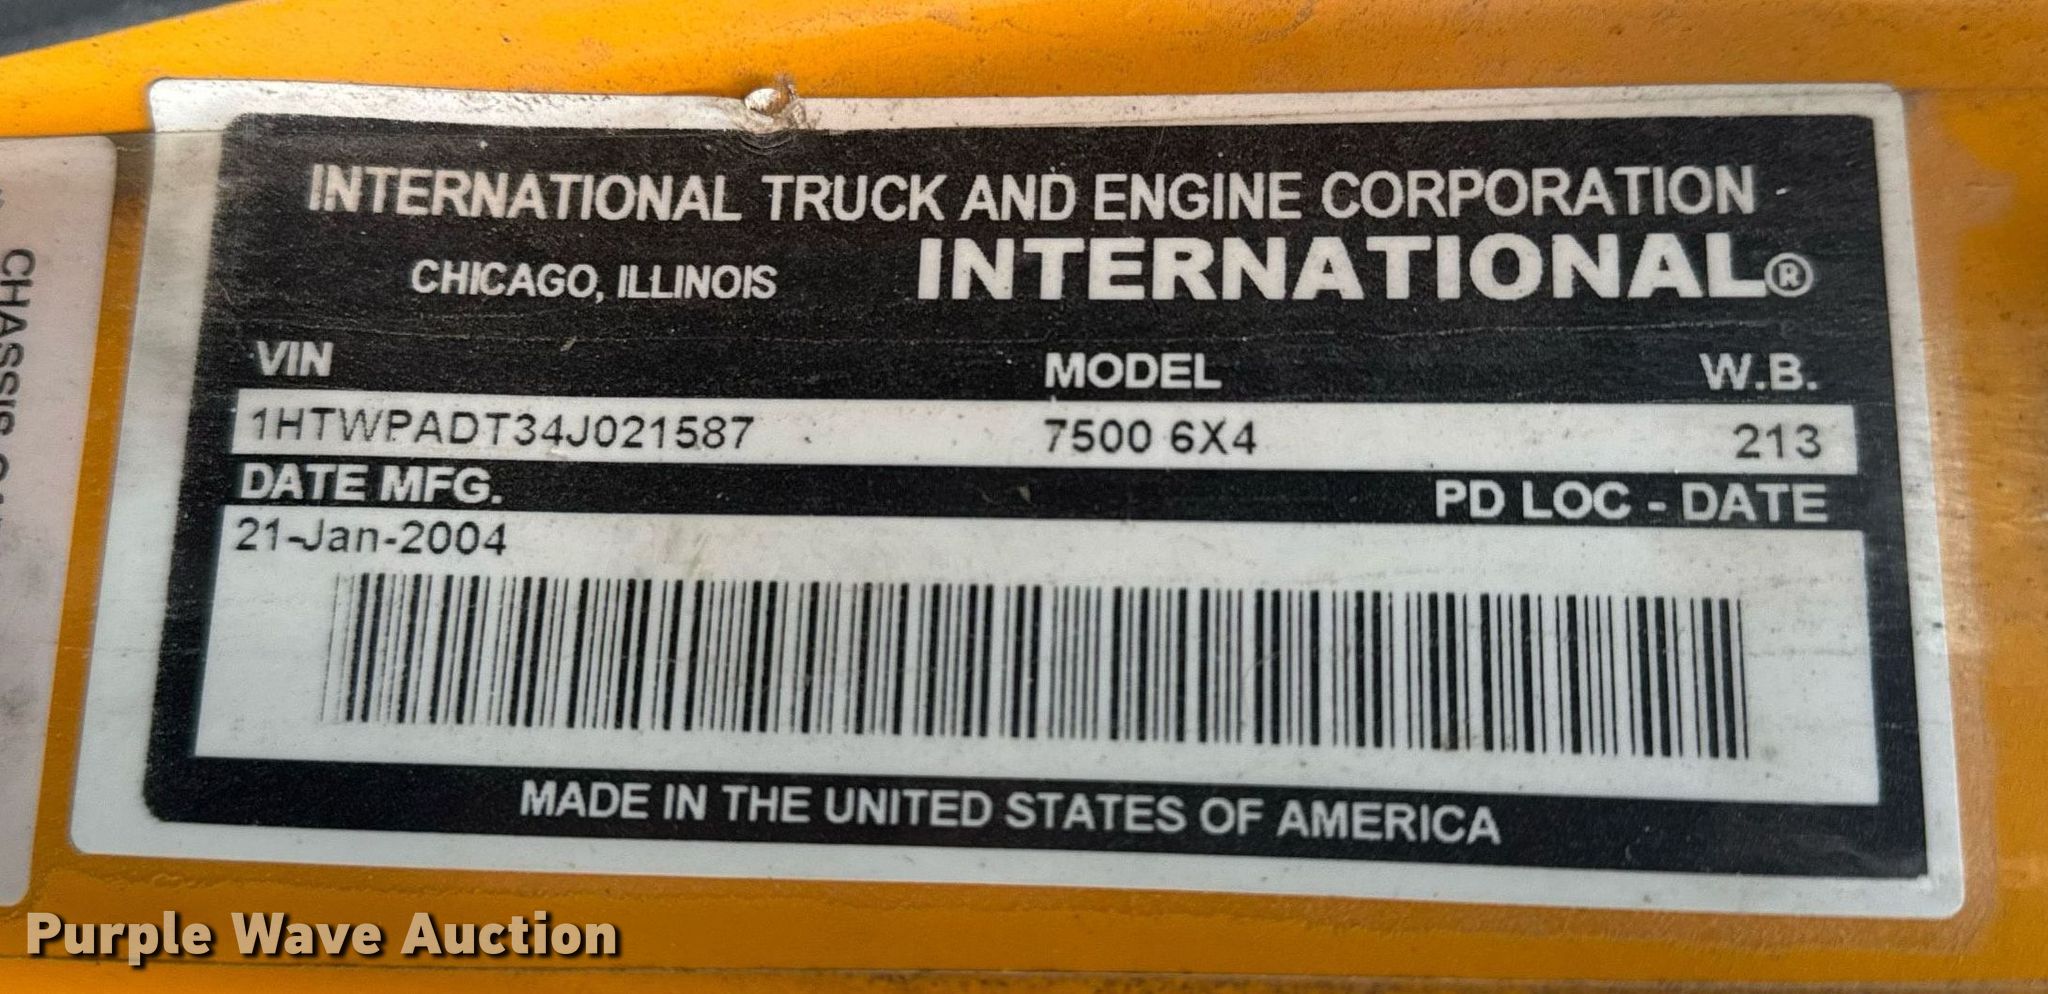 INTERNATIONAL TRUCK AND ENGINE CORPORATION
CHICAGO, ILLINOIS INTERNATIONAL®
VIN MODEL W.B.
1HTWPADT34J021587 7500 6X4 213
DATE MFG. PD LOC - DATE
21-Jan-2004
MADE IN THE UNITED STATES OF AMERICA
CHASSIS
Purple Wave Auction